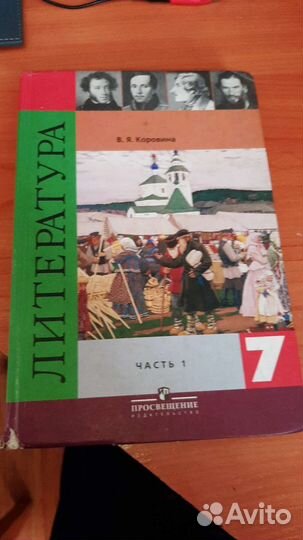 В. Я. Коровина
ЛИТЕРАТУРА
ЧАСТЬ 1
7
ПРОСВЕЩЕНИЕ
ИЗДАТЕЛЬСТВО
Avito